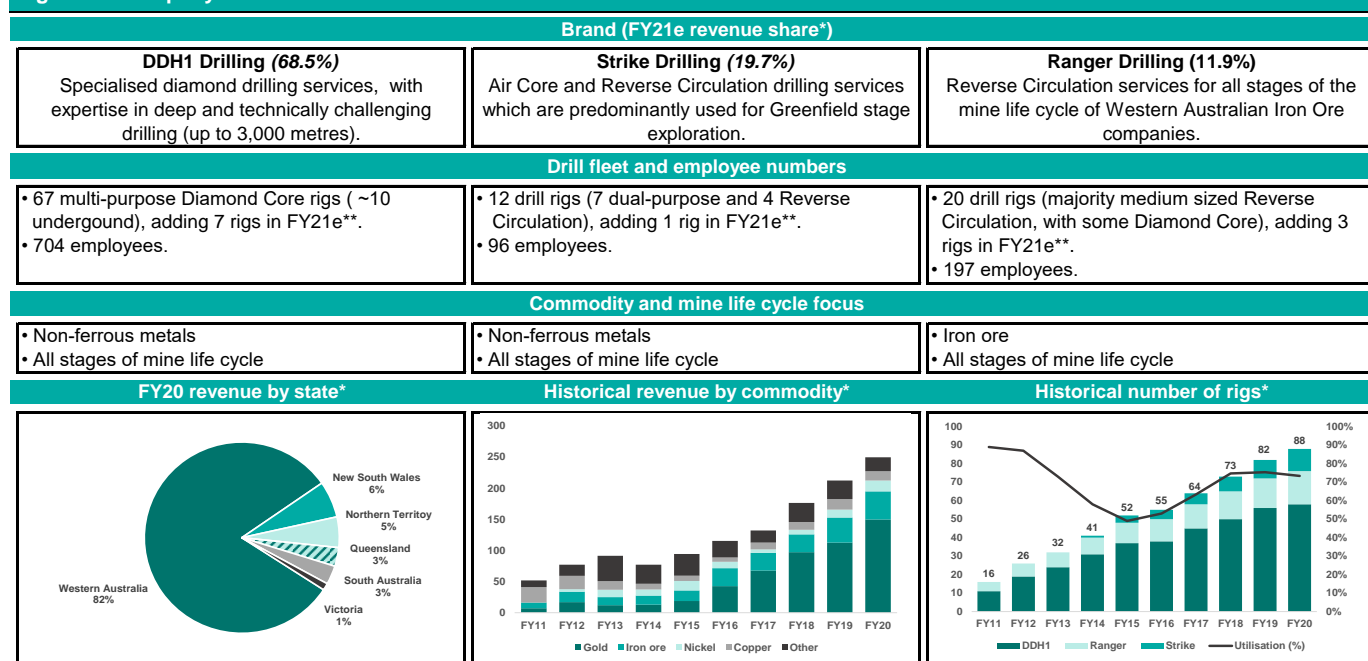 Brand (FY21e revenue share*)
DDH1 Drilling (68.5%)
Specialised diamond drilling services, with
expertise in deep and technically challenging
drilling (up to 3,000 metres).
Strike Drilling (19.7%)
Air Core and Reverse Circulation drilling services
which are predominantly used for Greenfield stage
exploration.
Ranger Drilling (11.9%)
Reverse Circulation services for all stages of the
mine life cycle of Western Australian Iron Ore
companies.
Drill fleet and employee numbers
• 67 multi-purpose Diamond Core rigs ( ~10
undergound), adding 7 rigs in FY21e**.
• 704 employees.
• 12 drill rigs (7 dual-purpose and 4 Reverse
Circulation), adding 1 rig in FY21e**.
• 96 employees.
• 20 drill rigs (majority medium sized Reverse
Circulation, with some Diamond Core), adding 3
rigs in FY21e**.
• 197 employees.
Commodity and mine life cycle focus
• Non-ferrous metals
• All stages of mine life cycle
• Non-ferrous metals
• All stages of mine life cycle
• Iron ore
• All stages of mine life cycle
FY20 revenue by state*
New South Wales
6%
Northern Territoy
5%
Queensland
3%
South Australia
3%
Victoria
1%
Western Australia
82%
Historical revenue by commodity*
300
250
200
150
100
50
0
FY11 FY12 FY13 FY14 FY15 FY16 FY17 FY18 FY19 FY20
Gold Iron ore Nickel Copper Other
Historical number of rigs*
100
90
80
70
60
50
40
30
20
10
0
16 26 32 41 52 55 64 73 82 88
100%
90%
80%
70%
60%
50%
40%
30%
20%
10%
0%
FY11 FY12 FY13 FY14 FY15 FY16 FY17 FY18 FY19 FY20
DDH1 Ranger Strike Utilisation (%)